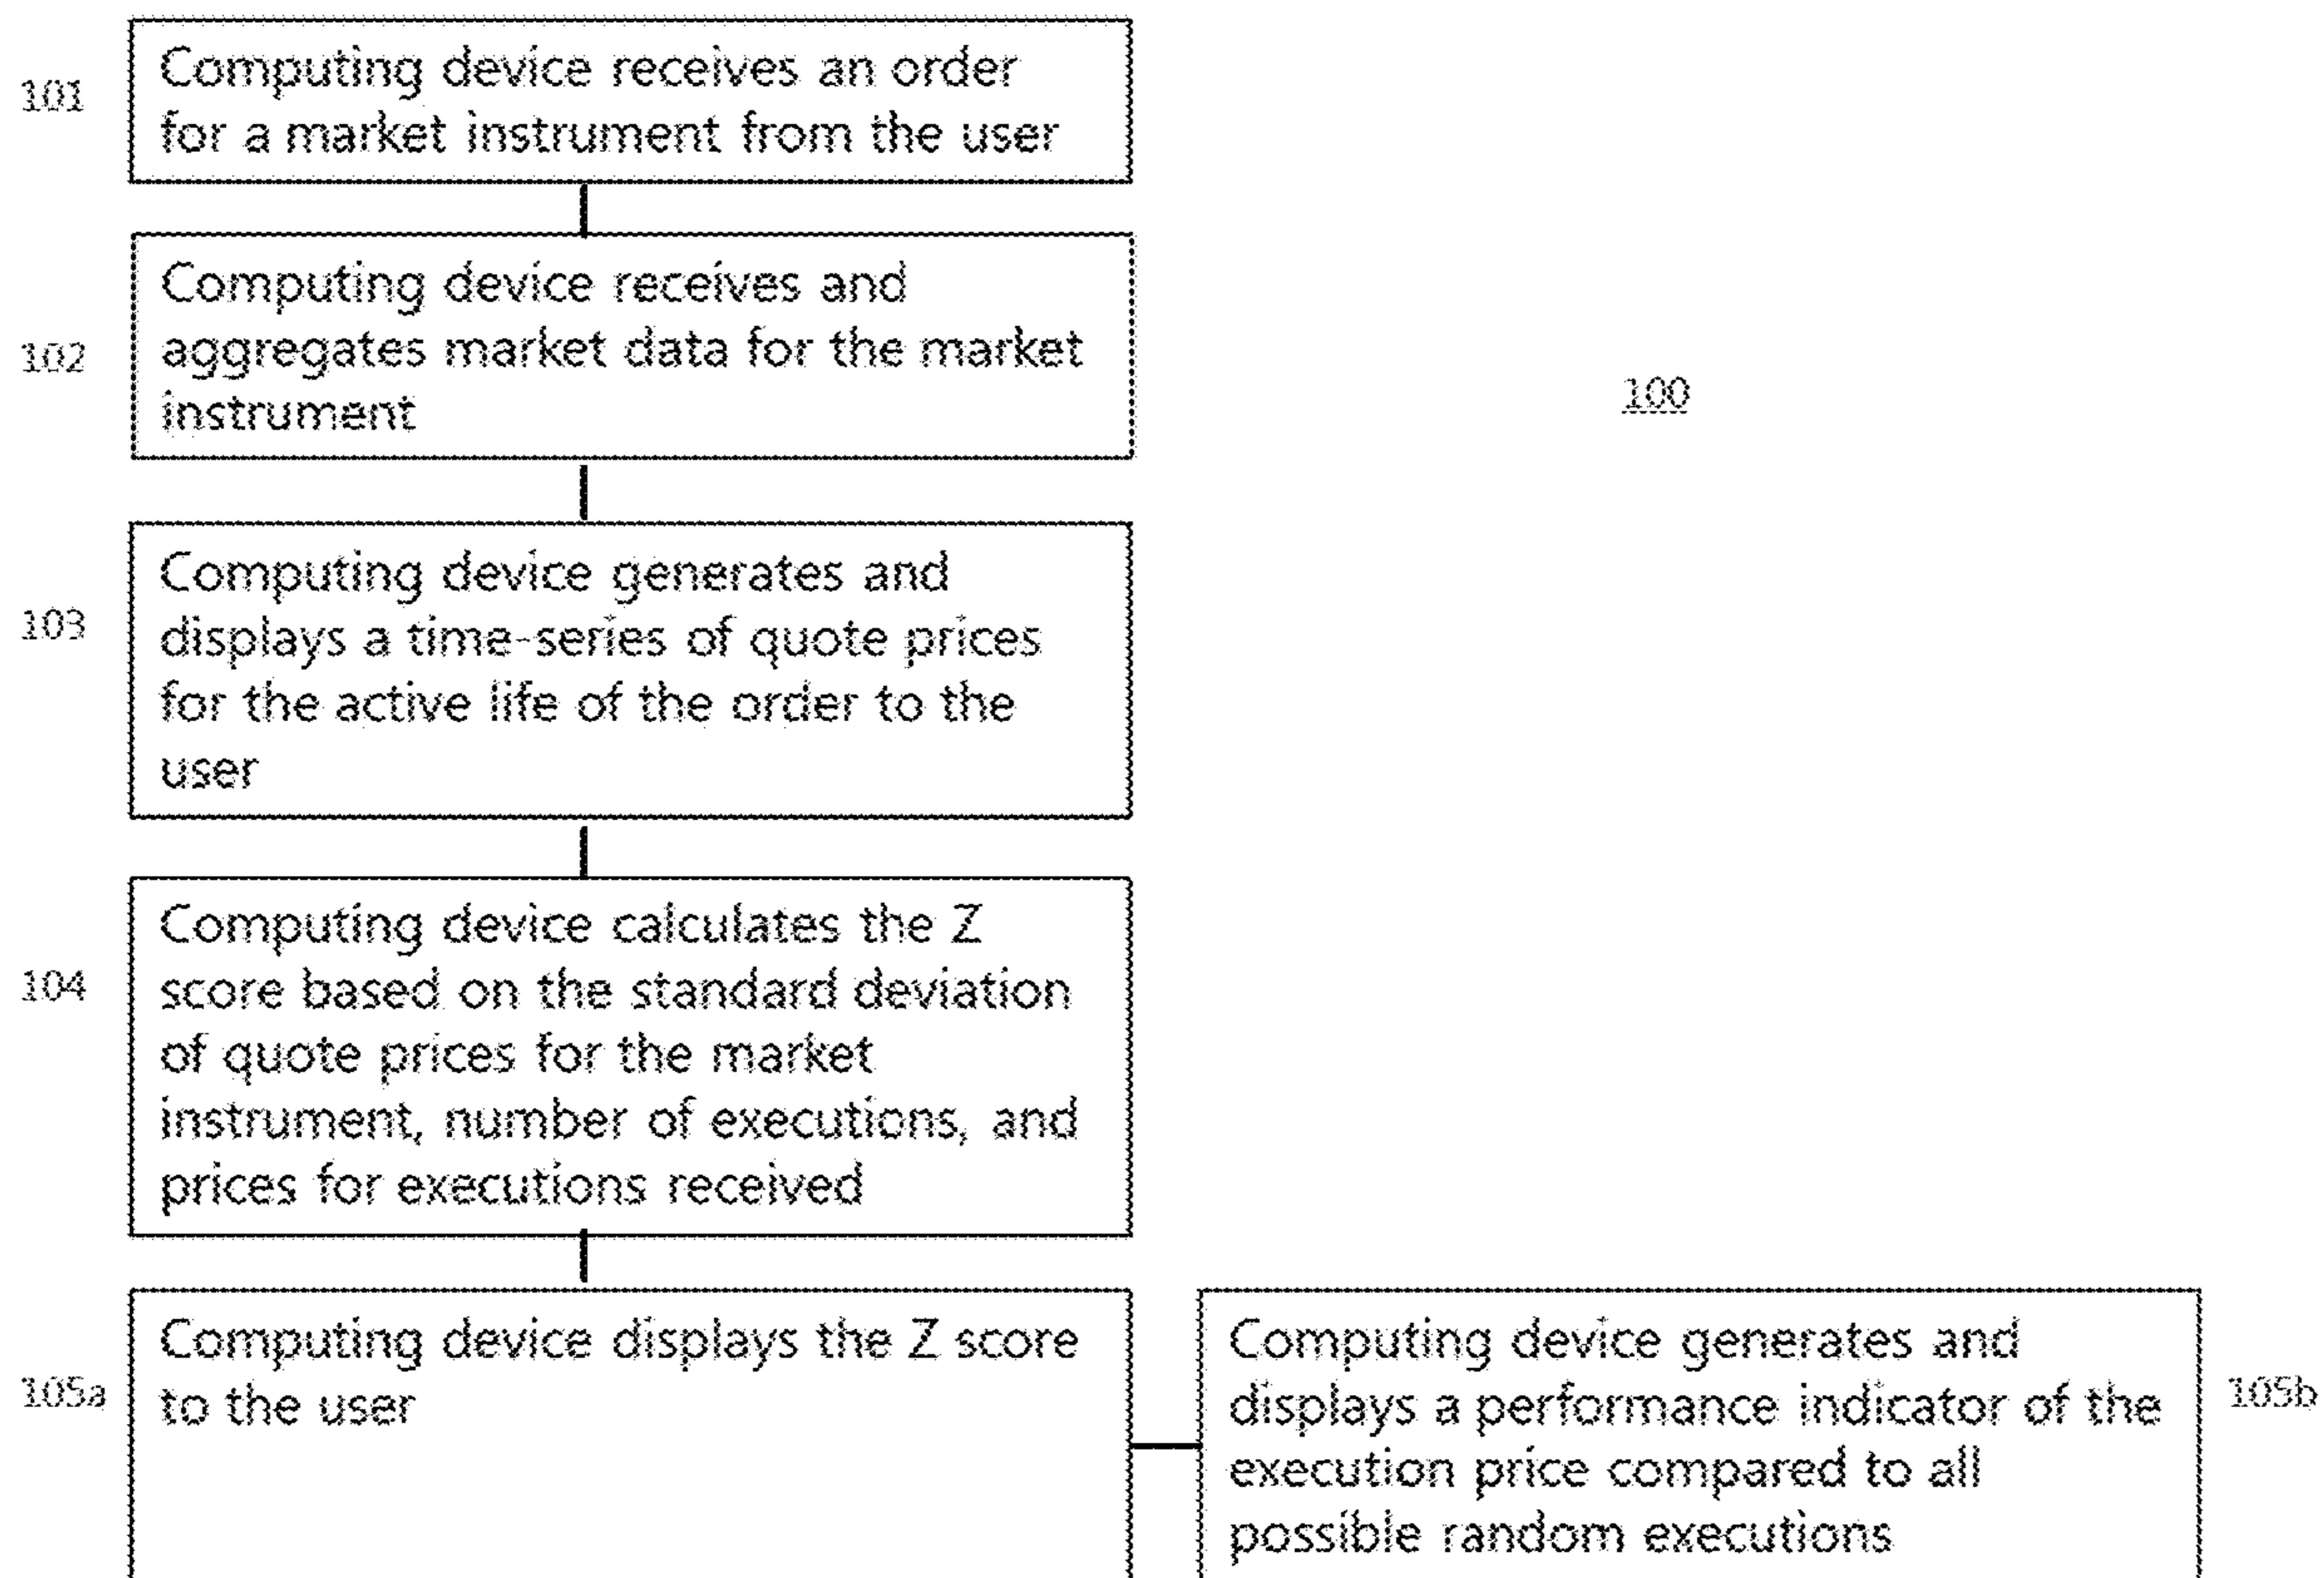 101
Computing device receives an order
for a market instrument from the user
102
Computing device receives and
aggregates market data for the market
instrument
100
103
Computing device generates and
displays a time-series of quote prices
for the active life of the order to the
user
104
Computing device calculates the Z
score based on the standard deviation
of quote prices for the market
instrument, number of executions, and
prices for executions received
105a
Computing device displays the Z score
to the user
Computing device generates and
displays a performance indicator of the
execution price compared to all
possible random executions
105b